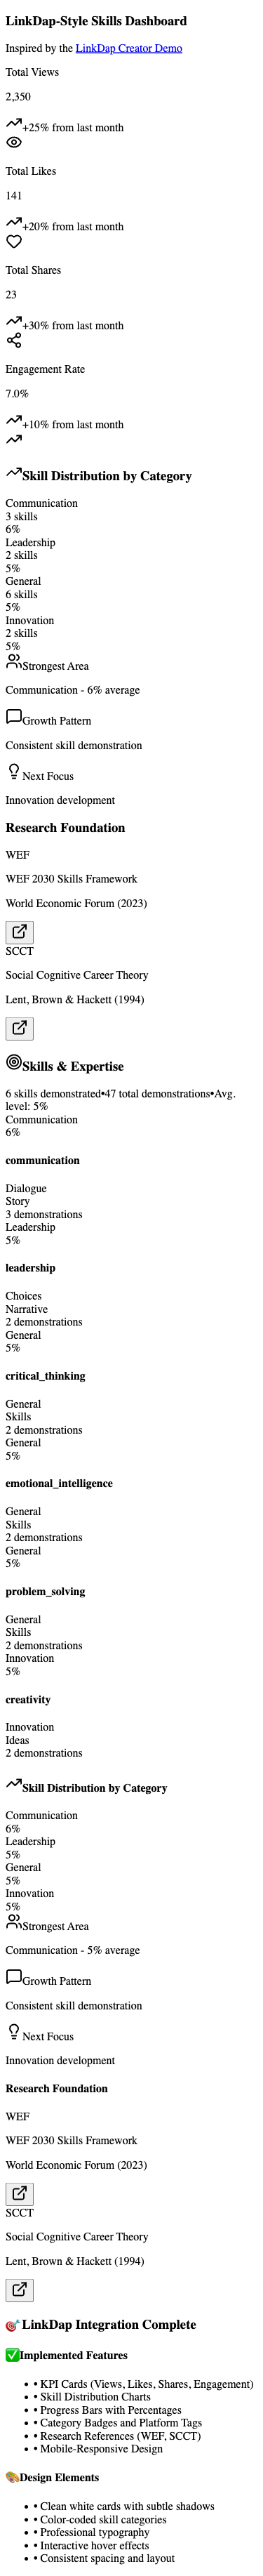 LinkDap-Style Skills Dashboard
Inspired by the LinkDap Creator Demo
Total Views
2,350
+25% from last month
Total Likes
141
+20% from last month
Total Shares
23
+30% from last month
Engagement Rate
7.0%
+10% from last month
Skill Distribution by Category
Communication
3 skills
6%
Leadership
2 skills
5%
General
6 skills
5%
Innovation
2 skills
5%
Strongest Area
Communication - 6% average
Growth Pattern
Consistent skill demonstration
Next Focus
Innovation development
Research Foundation
WEF
WEF 2030 Skills Framework
World Economic Forum (2023)
SCCT
Social Cognitive Career Theory
Lent, Brown & Hackett (1994)
Skills & Expertise
6 skills demonstrated•47 total demonstrations•Avg.
level: 5%
Communication
6%
communication
Dialogue
Story
3 demonstrations
Leadership
5%
leadership
Choices
Narrative
2 demonstrations
General
5%
critical_thinking
General
Skills
2 demonstrations
General
5%
emotional_intelligence
General
Skills
2 demonstrations
General
5%
problem_solving
General
Skills
2 demonstrations
Innovation
5%
creativity
Innovation
Ideas
2 demonstrations
Skill Distribution by Category
Communication
6%
Leadership
5%
General
5%
Innovation
5%
Strongest Area
Communication - 5% average
Growth Pattern
Consistent skill demonstration
Next Focus
Innovation development
Research Foundation
WEF
WEF 2030 Skills Framework
World Economic Forum (2023)
SCCT
Social Cognitive Career Theory
Lent, Brown & Hackett (1994)
🎯 LinkDap Integration Complete
✅Implemented Features
• • KPI Cards (Views, Likes, Shares, Engagement)
• • Skill Distribution Charts
• • Progress Bars with Percentages
• • Category Badges and Platform Tags
• • Research References (WEF, SCCT)
• • Mobile-Responsive Design
🎨Design Elements
• • Clean white cards with subtle shadows
• • Color-coded skill categories
• • Professional typography
• • Interactive hover effects
• • Consistent spacing and layout